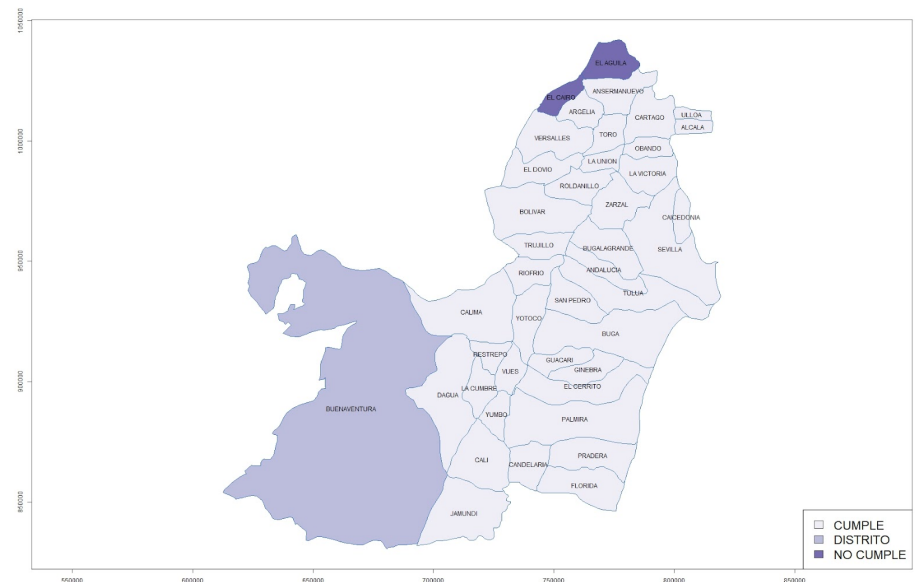 1050000
1000000
950000
900000
850000
EL AGUILA
EL CAIRO
ANSERMANUEVO
ARGELIA
CARTAGO
ULLOA
ALCALA
VERSALLES
TORO
OBANDO
EL DOVIO
LA UNION
LA VICTORIA
ROLDANILLO
ZARZAL
BOLIVAR
CAICEDONIA
TRUJILLO
BUGALAGRANDE
SEVILLA
RIOFRIO
ANDALUCIA
TULUA
SAN PEDRO
CALIMA
YOTOCO
BUGA
RESTREPO
GUACARI
VIJES
GINEBRA
LA CUMBRE
EL CERRITO
DAGUA
BUENAVENTURA
YUMBO
PALMIRA
CALI
CANDELARIA
PRADERA
FLORIDA
JAMUNDI
CUMPLE
DISTRITO
NO CUMPLE
550000 600000 650000 700000 750000 800000 850000